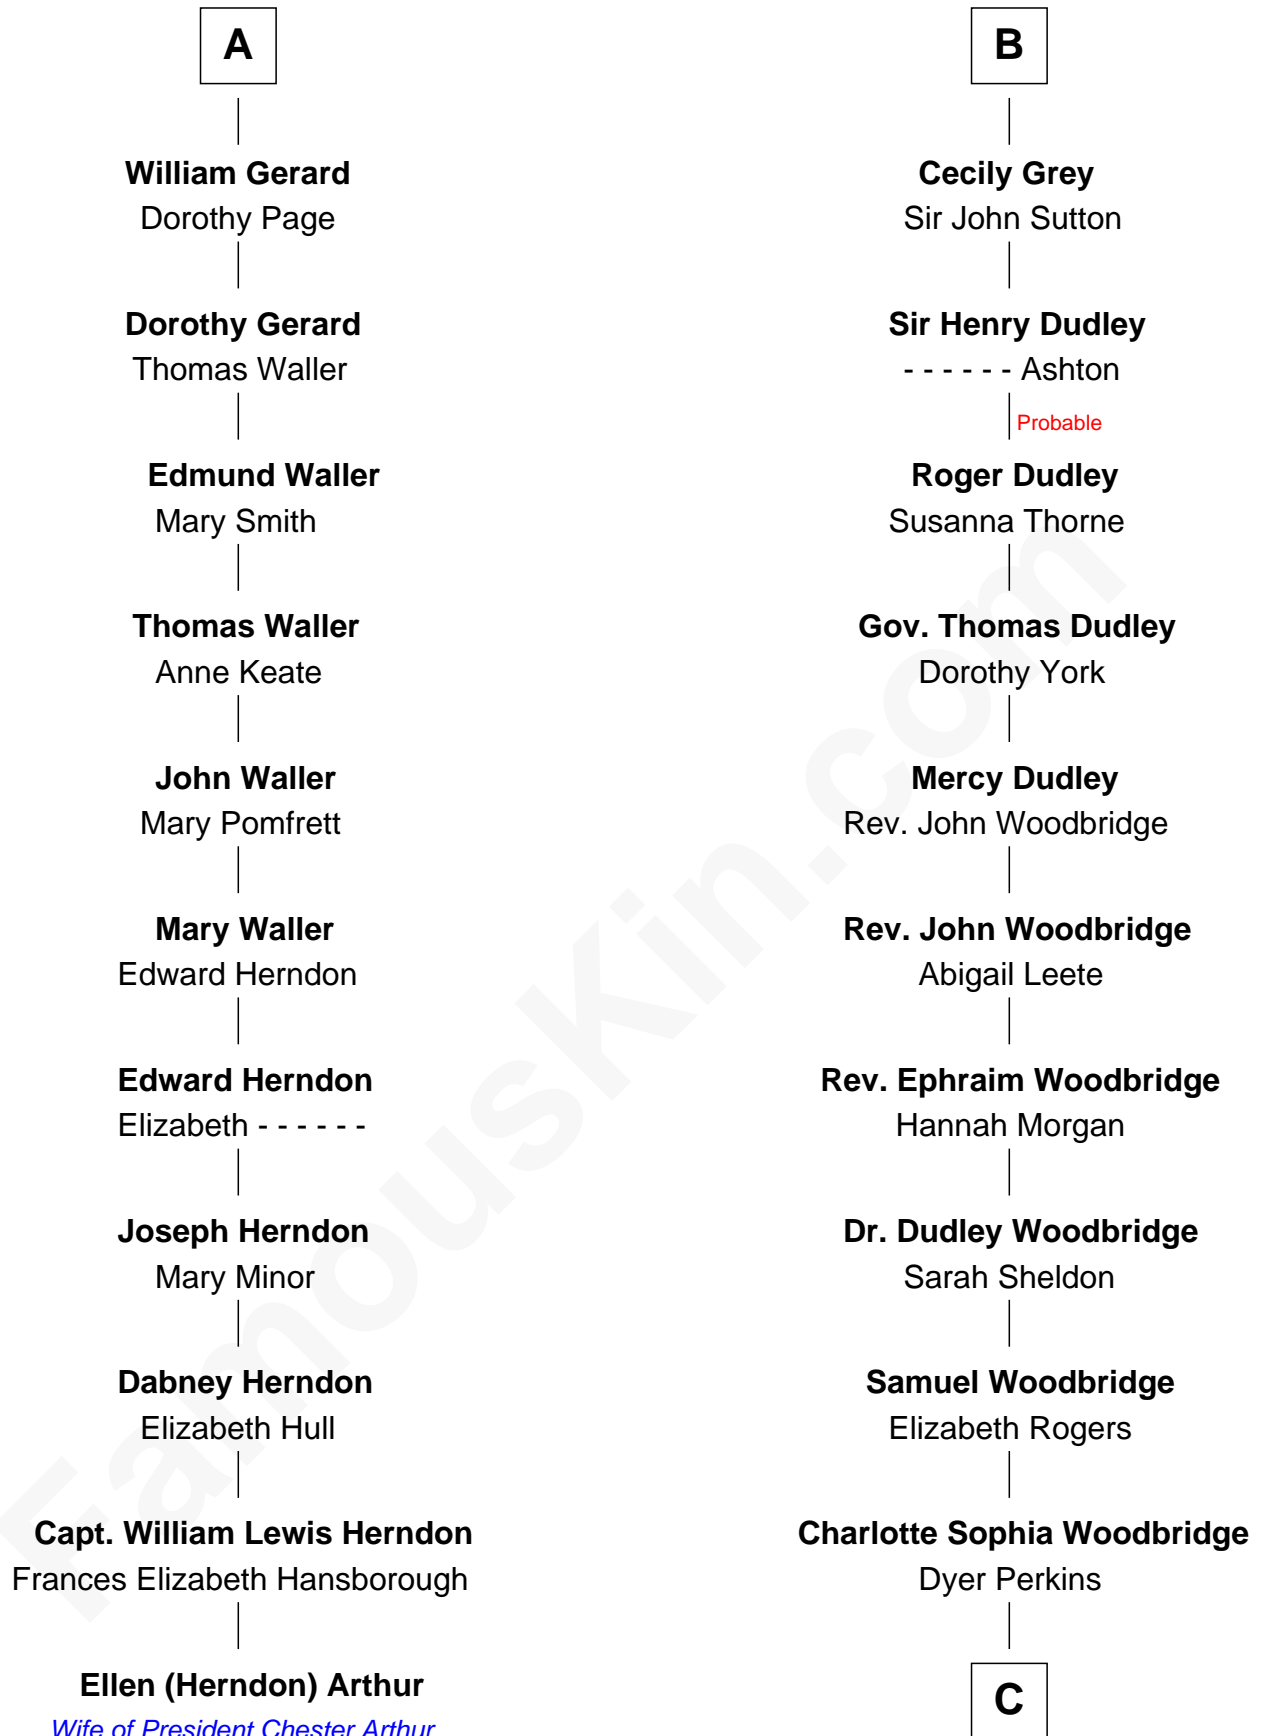 A
William Gerard
Dorothy Page
Dorothy Gerard
Thomas Waller
Edmund Waller
Mary Smith
Thomas Waller
Anne Keate
John Waller
Mary Pomfrett
Mary Waller
Edward Herndon
Edward Herndon
Elizabeth - - - - - -
Joseph Herndon
Mary Minor
Dabney Herndon
Elizabeth Hull
Capt. William Lewis Herndon
Frances Elizabeth Hansborough
Ellen (Herndon) Arthur
Wife of President Chester Arthur
B
Cecily Grey
Sir John Sutton
Sir Henry Dudley
- - - - - - Ashton
Probable
Roger Dudley
Susanna Thorne
Gov. Thomas Dudley
Dorothy York
Mercy Dudley
Rev. John Woodbridge
Rev. John Woodbridge
Abigail Leete
Rev. Ephraim Woodbridge
Hannah Morgan
Dr. Dudley Woodbridge
Sarah Sheldon
Samuel Woodbridge
Elizabeth Rogers
Charlotte Sophia Woodbridge
Dyer Perkins
C
FamousKin.com